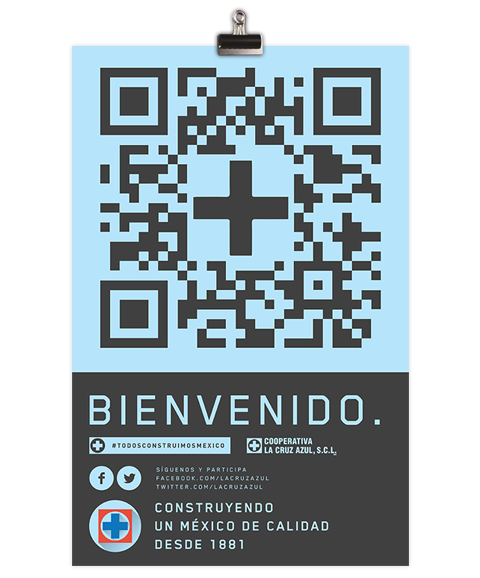 BIENVENIDO.
#TODOSCONSTRUIMOSMEXICO
COOPERATIVA
LA CRUZ AZUL, S.C.L.
SÍGUENOS Y PARTICIPA
FACEBOOK.COM/LACRUZAZUL
TWITTER.COM/LACRUZAZUL
CONSTRUYENDO
UN MÉXICO DE CALIDAD
DESDE 1881